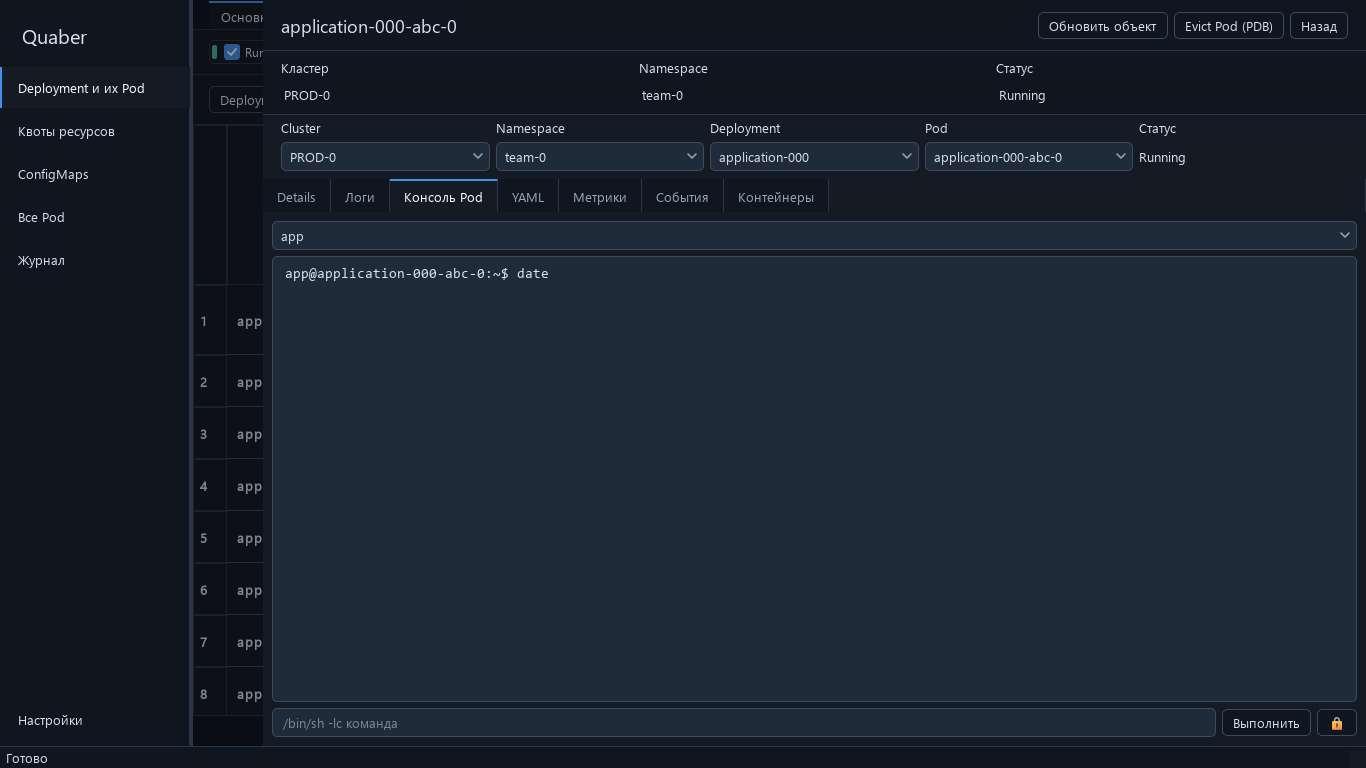 Quaber
Deployment и их Pod
Квоты ресурсов
ConfigMaps
Все Pod
Журнал
Настройки
Готово
1 app
2 app
3 app
4 app
5 app
6 app
7 app
8 app
application-000-abc-0
Обновить объект
Evict Pod (PDB)
Назад
Кластер Namespace Статус
PROD-0 team-0 Running
Cluster Namespace Deployment Pod Статус
PROD-0 team-0 application-000 application-000-abc-0 Running
Details Логи Консоль Pod YAML Метрики События Контейнеры
app
app@application-000-abc-0:~$ date
/bin/sh -lc команда
Выполнить